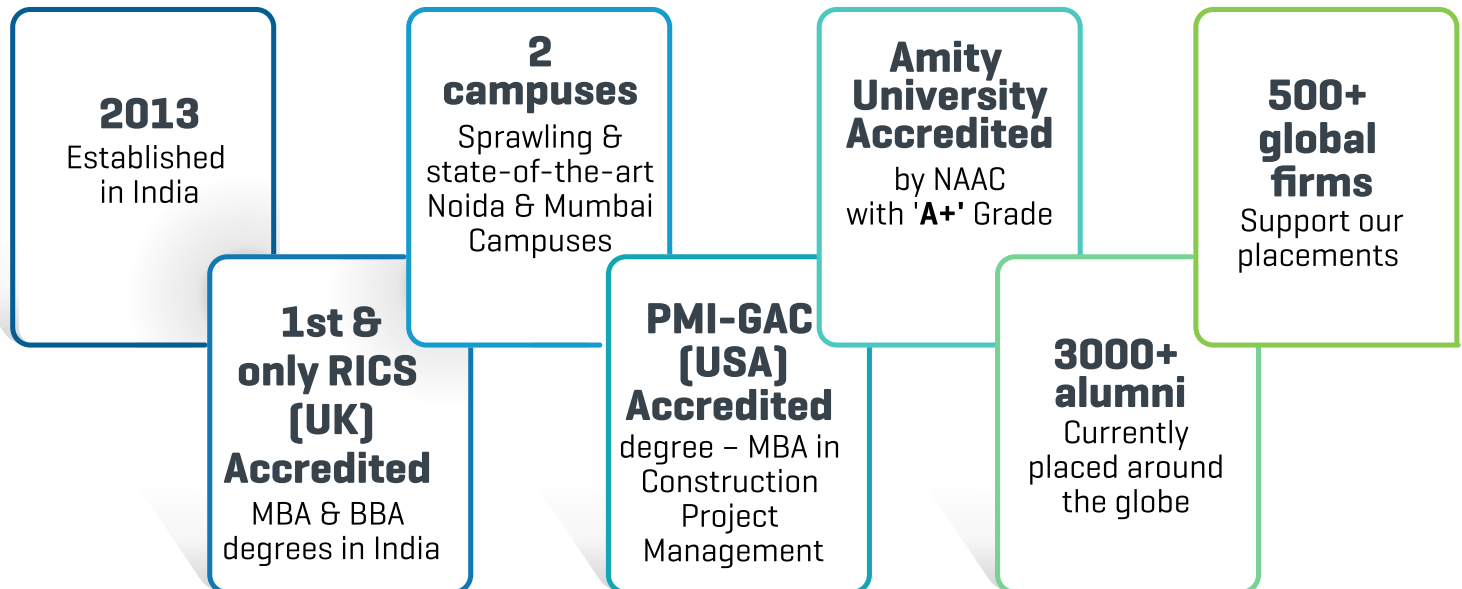 2013
Established
in India
1st &
only RICS
(UK)
Accredited
MBA & BBA
degrees in India
2
campuses
Sprawling &
state-of-the-art
Noida & Mumbai
Campuses
PMI-GAC
(USA)
Accredited
degree – MBA in
Construction
Project
Management
Amity
University
Accredited
by NAAC
with 'A+' Grade
3000+
alumni
Currently
placed around
the globe
500+
global
firms
Support our
placements